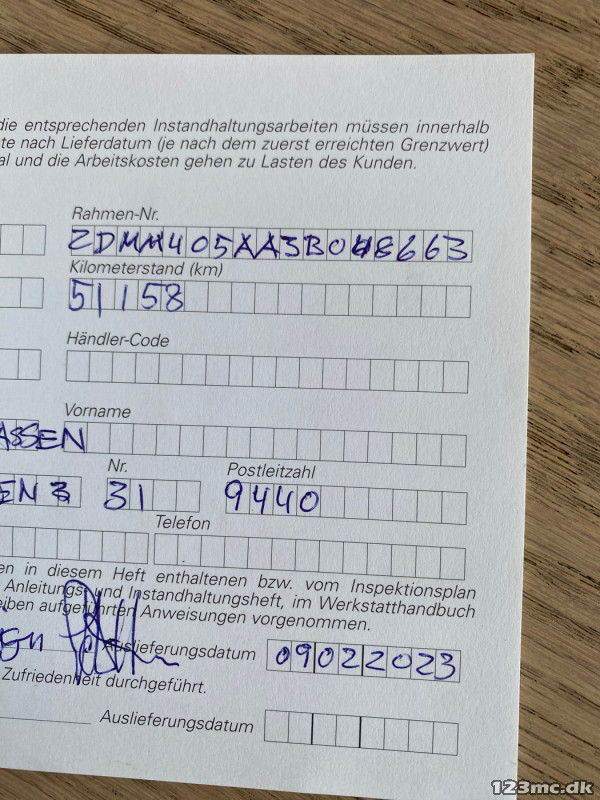 die entsprechenden Instandhaltungsarbeiten müssen innerhalb
te nach Lieferdatum (je nach dem zuerst erreichten Grenzwert)
al und die Arbeitskosten gehen zu Lasten des Kunden.
Rahmen-Nr.
ZDMH405AA3B048663
Kilometerstand (km)
51158
Händler-Code
Vorname
ASSEN
Nr.
Postleitzahl
31
9440
Telefon
en in diesem Heft enthaltenen bzw. vom Inspektionsplan
Anleitungs- und Instandhaltungsheft, im Werkstatthandbuch
eiben aufgeführten Anweisungen vorgenommen.
Auslieferungsdatum 09022023
Zufriedenheit durchgeführt.
Auslieferungsdatum
123mc.dk